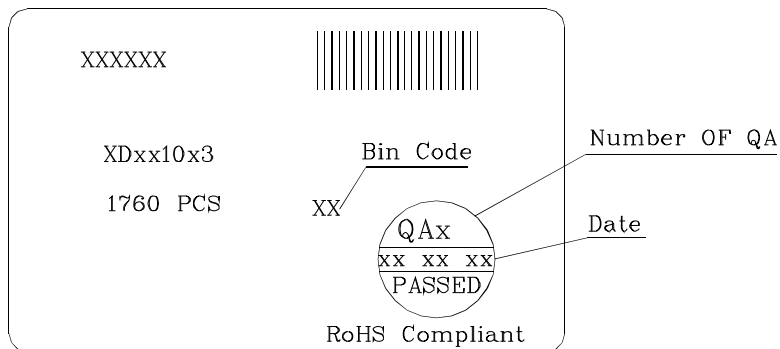 XXXXXX
Number OF QA
XDxx10x3
Bin Code
1760 PCS
XX
QAx
Date
xx xx xx
PASSED
RoHS Compliant